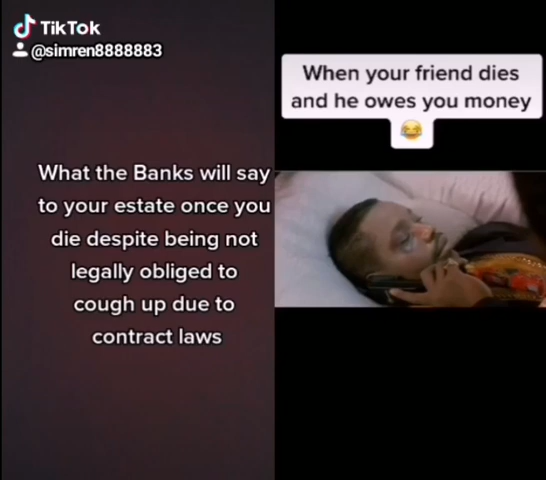 TikTok
@simren8888883
What the Banks will say
to your estate once you
die despite being not
legally obliged to
cough up due to
contract laws
When your friend dies
and he owes you money
😂